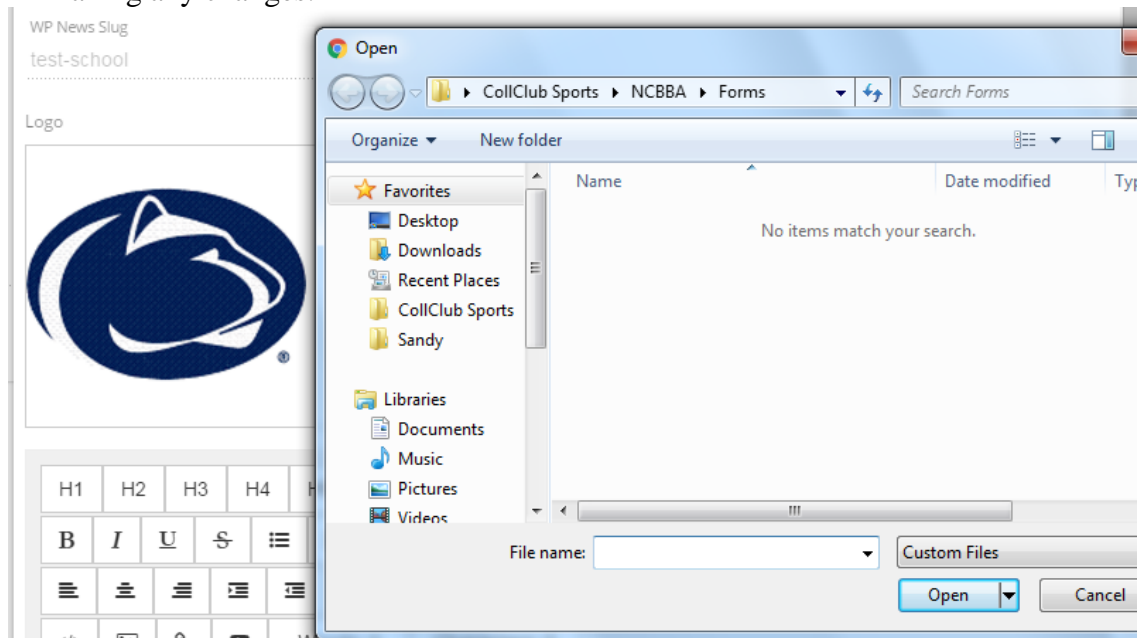 WP News Slug
test-school
Logo
H1 H2 H3 H4
B I U S
Open
CollClub Sports NCBBA Forms
Search Forms
Organize New folder
Name Date modified
No items match your search.
Favorites
Desktop
Downloads
Recent Places
CollClub Sports
Sandy
Libraries
Documents
Music
Pictures
Videos
File name:
Custom Files
Open Cancel